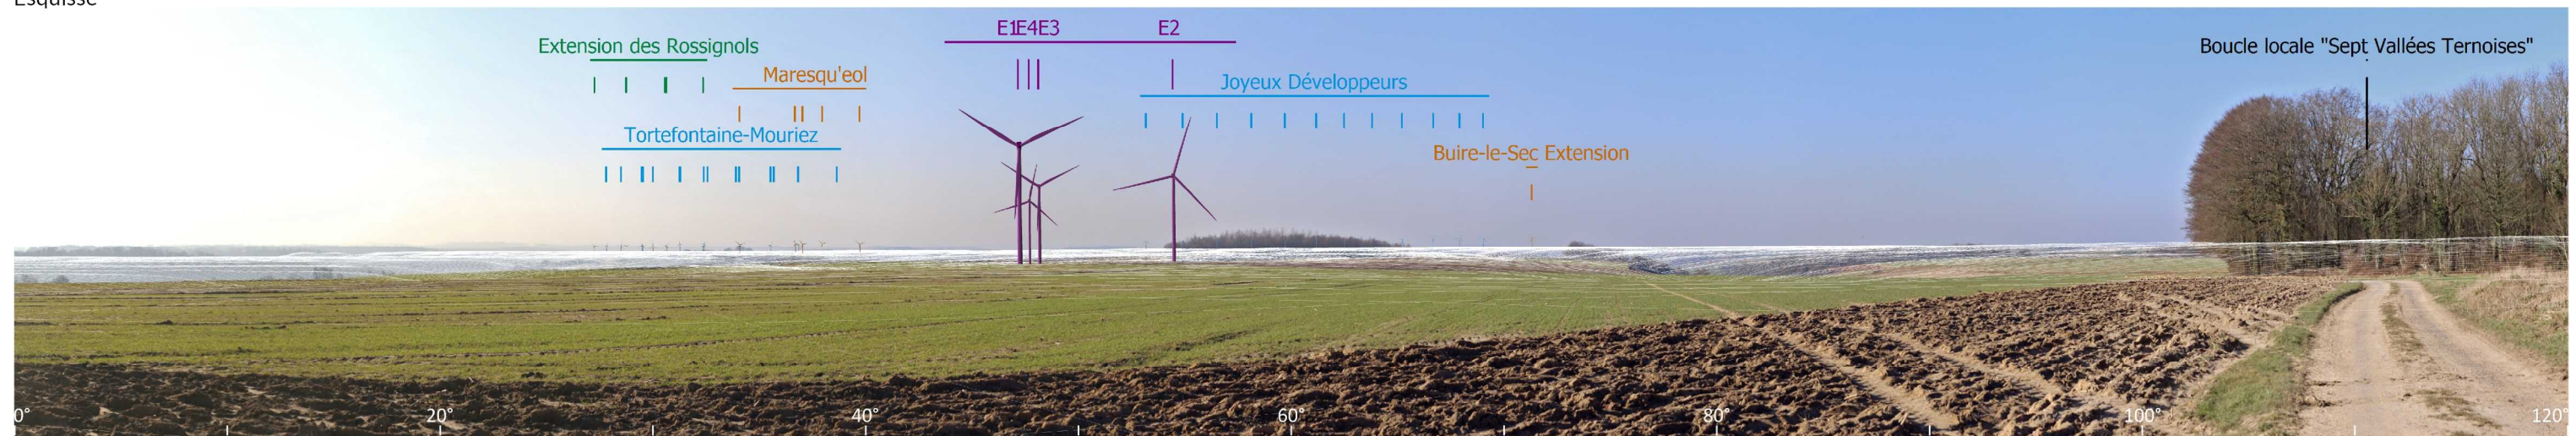 Esquisse
E1E4E3
E2
Extension des Rossignols
Boucle locale "Sept Vallées Ternoises"
Maresqu'eol
Joyeux Développeurs
Tortefontaine-Mouriez
Buire-le-Sec Extension
0° 20° 40° 60° 80° 100° 120°